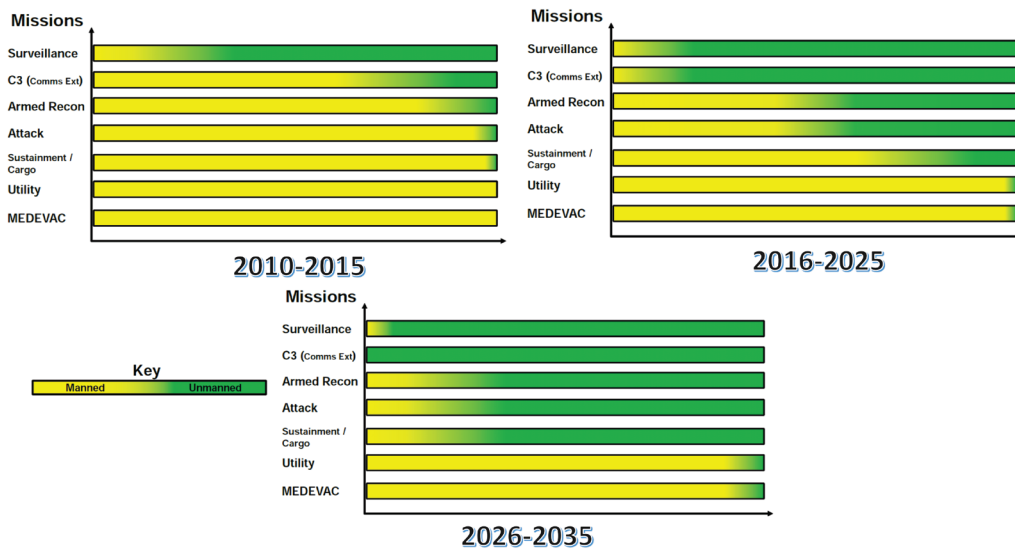 Missions
Surveillance
C3 (Comms Ext)
Armed Recon
Attack
Sustainment /
Cargo
Utility
MEDEVAC
2010-2015
Missions
Surveillance
C3 (Comms Ext)
Armed Recon
Attack
Sustainment /
Cargo
Utility
MEDEVAC
2016-2025
Key
Manned Unmanned
Missions
Surveillance
C3 (Comms Ext)
Armed Recon
Attack
Sustainment /
Cargo
Utility
MEDEVAC
2026-2035